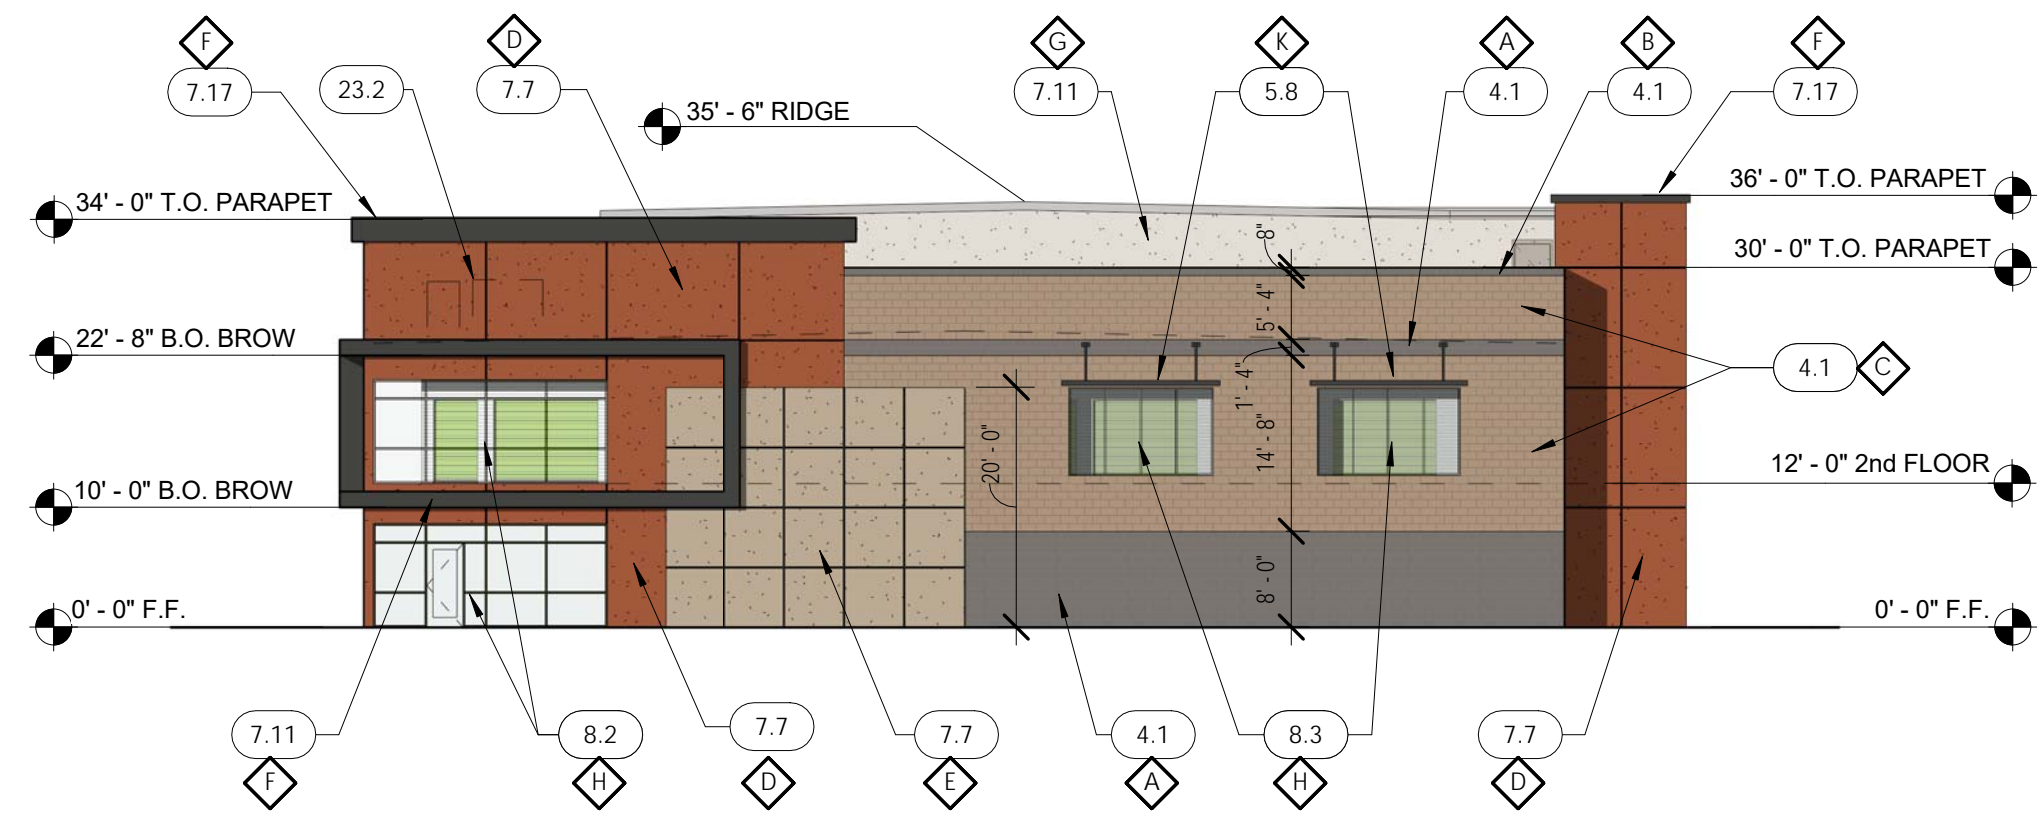 F
D
G
K
A
B
F
7.17
23.2
7.7
7.11
5.8
4.1
4.1
7.17
35' - 6" RIDGE
34' - 0" T.O. PARAPET
36' - 0" T.O. PARAPET
8"
30' - 0" T.O. PARAPET
5' - 4"
22' - 8" B.O. BROW
4.1
C
1' - 4"
20' - 0"
14' - 8"
12' - 0" 2nd FLOOR
10' - 0" B.O. BROW
8' - 0"
0' - 0" F.F.
0' - 0" F.F.
7.11
8.2
7.7
7.7
4.1
8.3
7.7
F
H
D
E
A
H
D